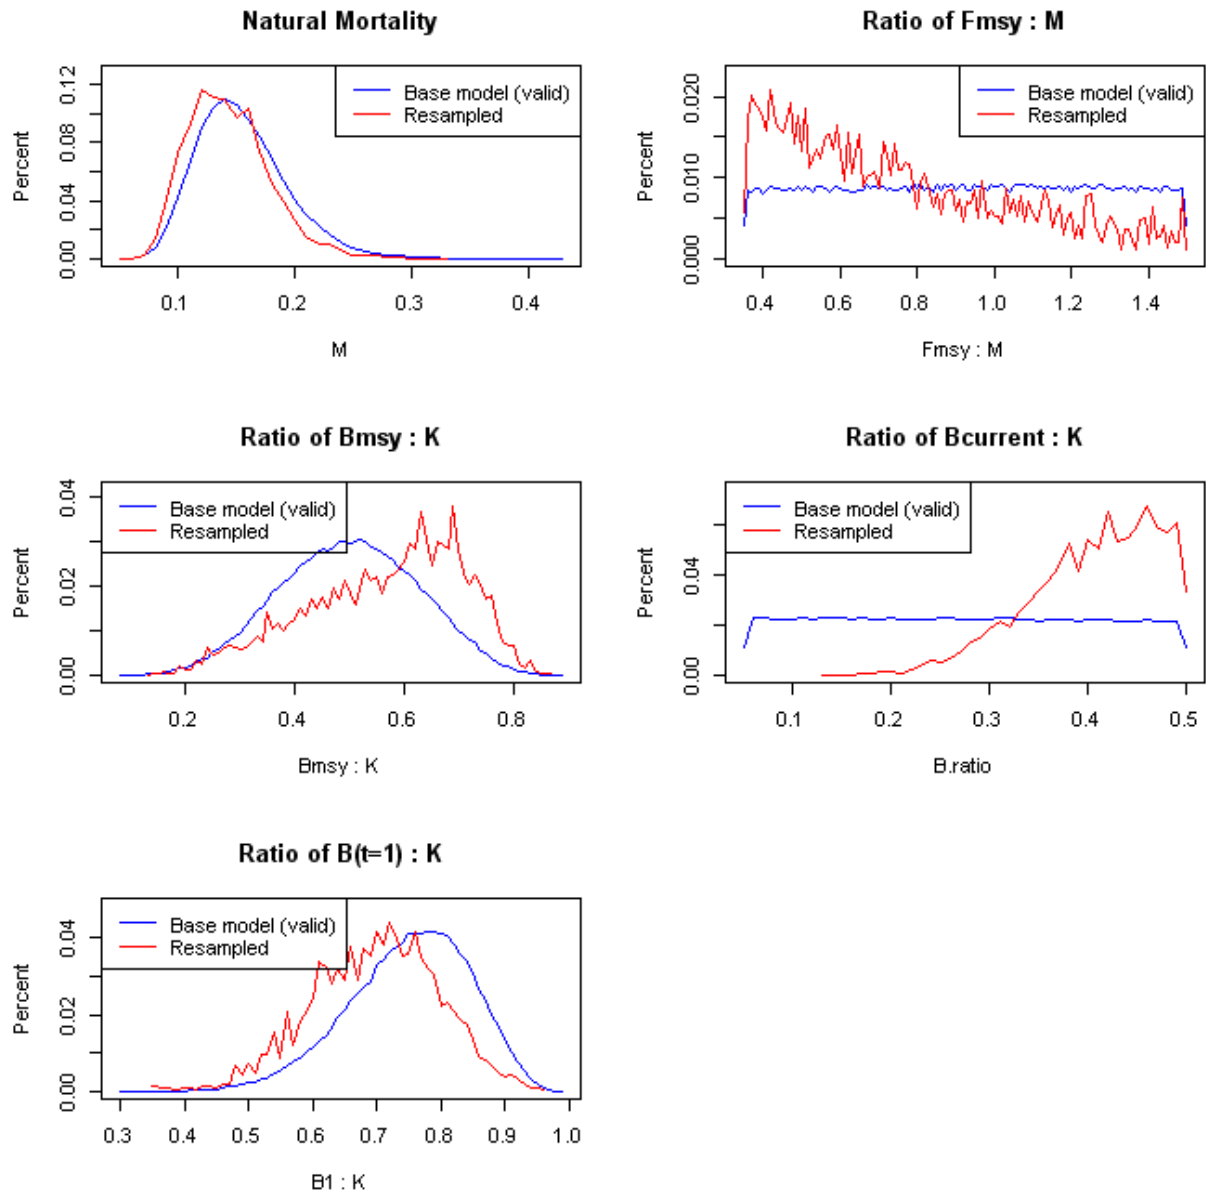 Natural Mortality
Percent
0.00 0.04 0.08 0.12
Base model (valid)
Resampled
0.1 0.2 0.3 0.4
M
Ratio of Fmsy : M
Percent
0.000 0.010 0.020
Base model (valid)
Resampled
0.4 0.6 0.8 1.0 1.2 1.4
Fmsy : M
Ratio of Bmsy : K
Percent
0.00 0.02 0.04
Base model (valid)
Resampled
0.2 0.4 0.6 0.8
Bmsy : K
Ratio of Bcurrent : K
Percent
0.00 0.04
Base model (valid)
Resampled
0.1 0.2 0.3 0.4 0.5
B.ratio
Ratio of B(t=1) : K
Percent
0.00 0.02 0.04
Base model (valid)
Resampled
0.3 0.4 0.5 0.6 0.7 0.8 0.9 1.0
B1 : K